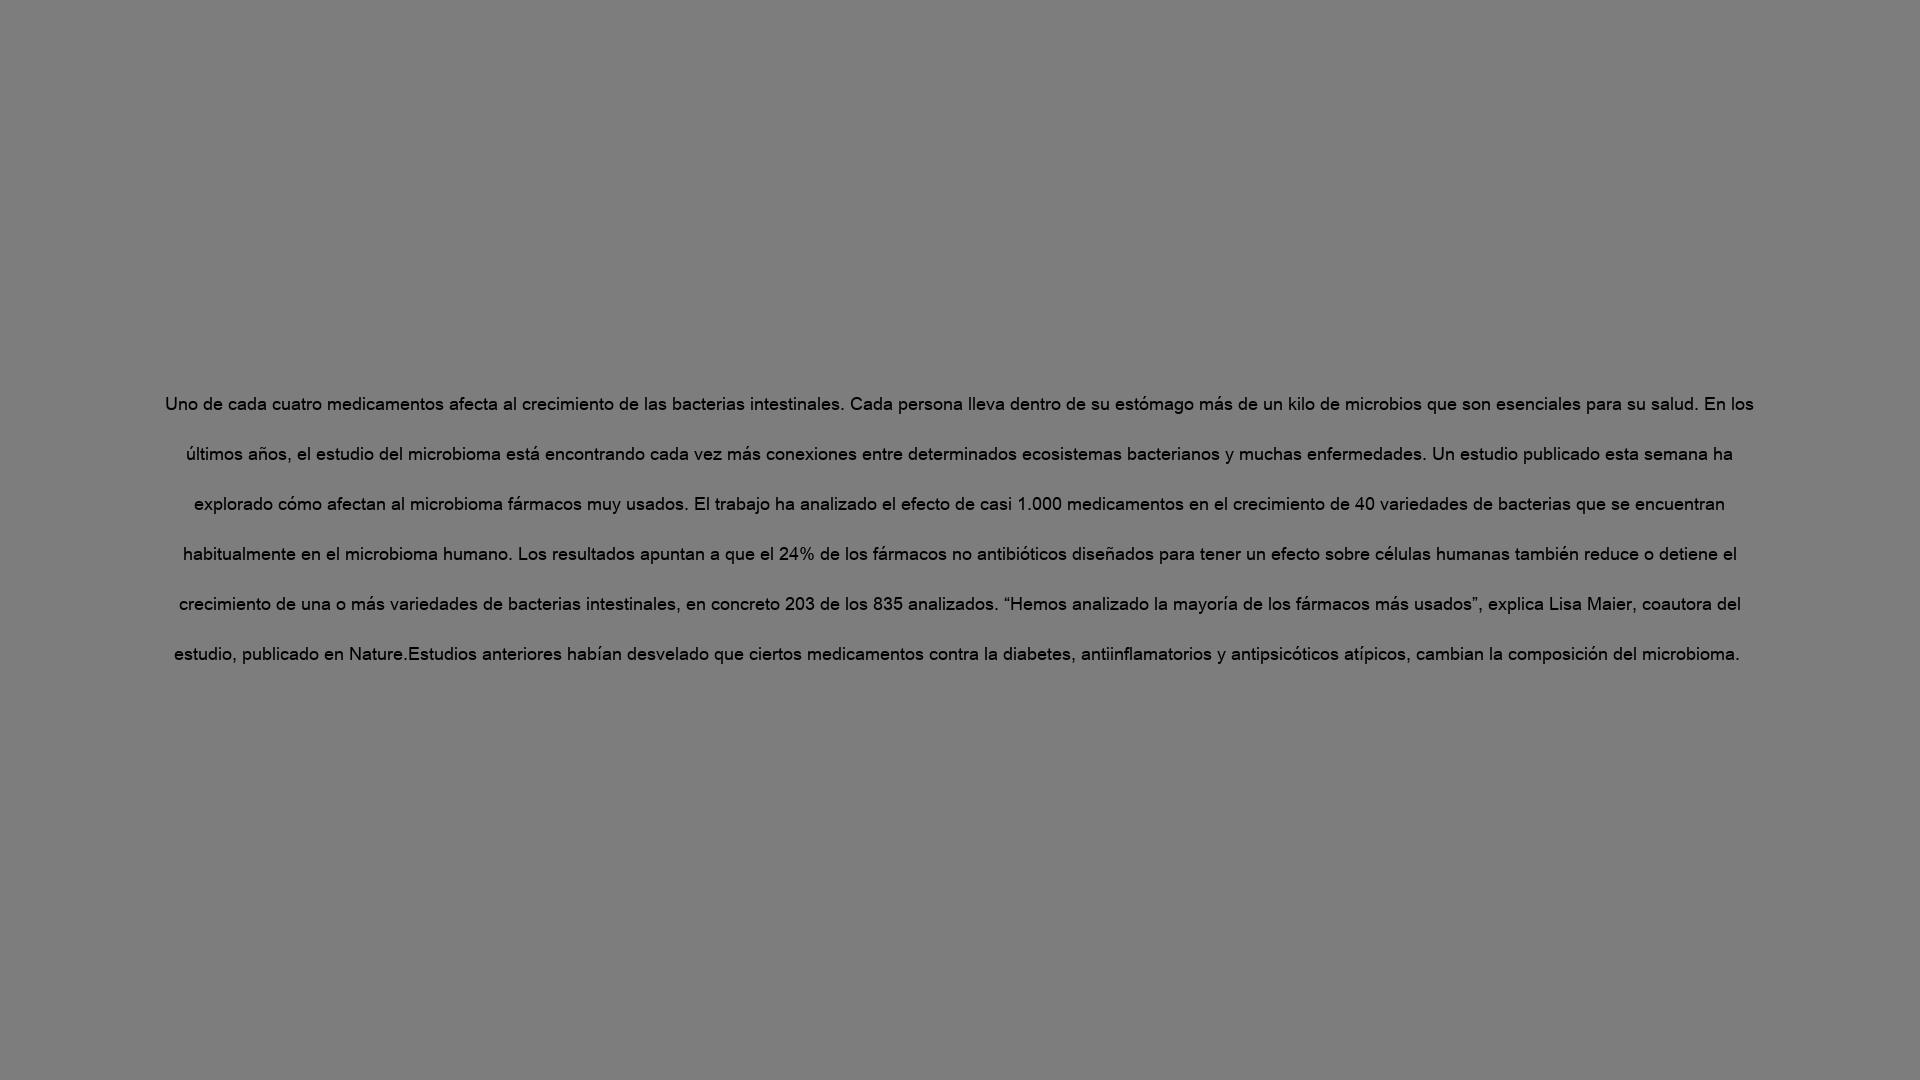 Uno de cada cuatro medicamentos afecta al crecimiento de las bacterias intestinales. Cada persona lleva dentro de su estómago más de un kilo de microbios que son esenciales para su salud. En los
últimos años, el estudio del microbioma está encontrando cada vez más conexiones entre determinados ecosistemas bacterianos y muchas enfermedades. Un estudio publicado esta semana ha
explorado cómo afectan al microbioma fármacos muy usados. El trabajo ha analizado el efecto de casi 1.000 medicamentos en el crecimiento de 40 variedades de bacterias que se encuentran
habitualmente en el microbioma humano. Los resultados apuntan a que el 24% de los fármacos no antibióticos diseñados para tener un efecto sobre células humanas también reduce o detiene el
crecimiento de una o más variedades de bacterias intestinales, en concreto 203 de los 835 analizados. “Hemos analizado la mayoría de los fármacos más usados”, explica Lisa Maier, coautora del
estudio, publicado en Nature.Estudios anteriores habían desvelado que ciertos medicamentos contra la diabetes, antiinflamatorios y antipsicóticos atípicos, cambian la composición del microbioma.